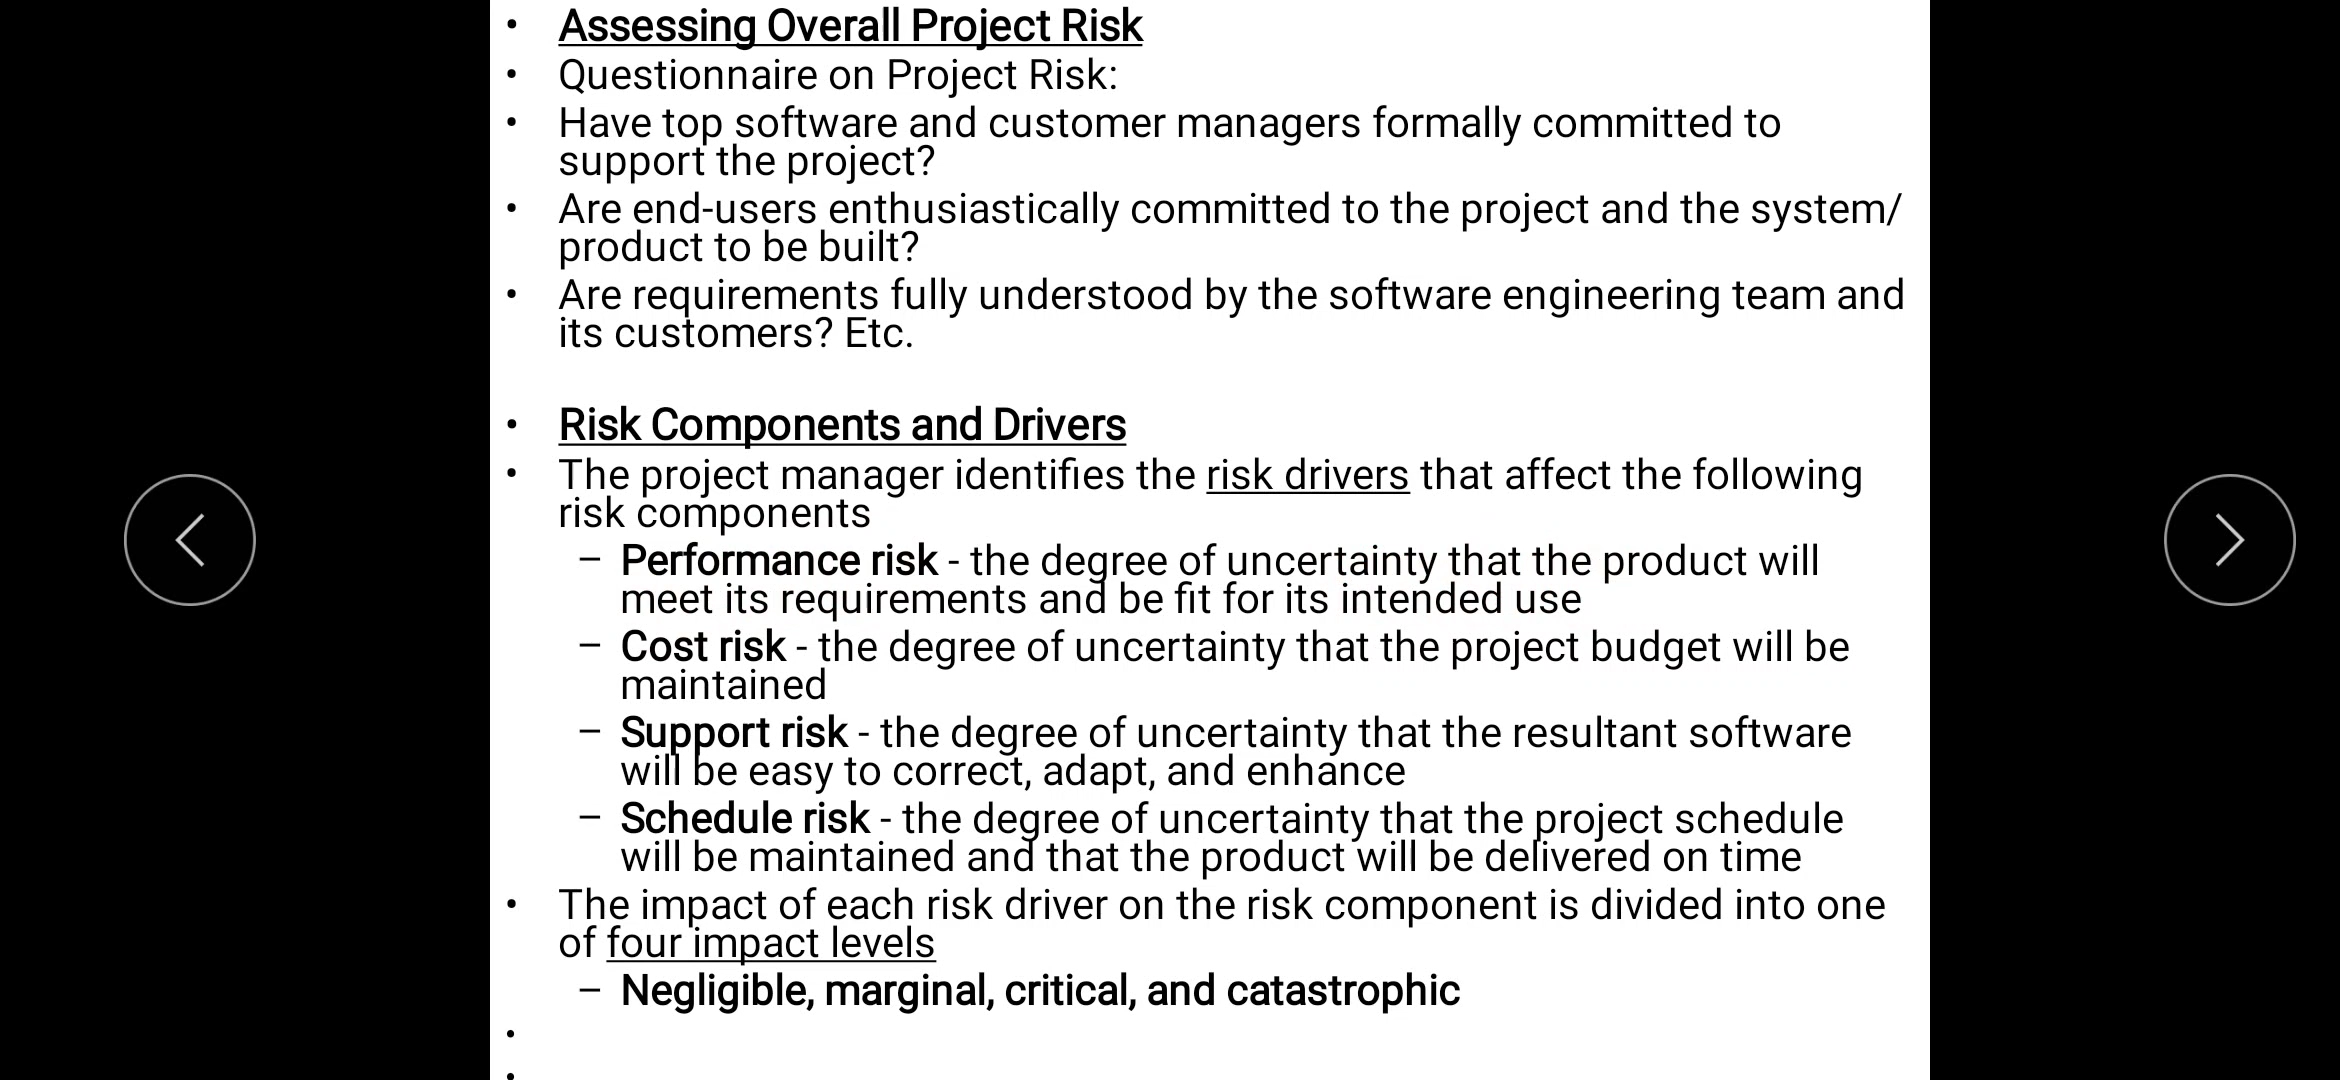 • Assessing Overall Project Risk
• Questionnaire on Project Risk:
• Have top software and customer managers formally committed to
support the project?
• Are end-users enthusiastically committed to the project and the system/
product to be built?
• Are requirements fully understood by the software engineering team and
its customers? Etc.
• Risk Components and Drivers
• The project manager identifies the risk drivers that affect the following
risk components
– Performance risk - the degree of uncertainty that the product will
meet its requirements and be fit for its intended use
– Cost risk - the degree of uncertainty that the project budget will be
maintained
– Support risk - the degree of uncertainty that the resultant software
will be easy to correct, adapt, and enhance
– Schedule risk - the degree of uncertainty that the project schedule
will be maintained and that the product will be delivered on time
• The impact of each risk driver on the risk component is divided into one
of four impact levels
– Negligible, marginal, critical, and catastrophic
•
•